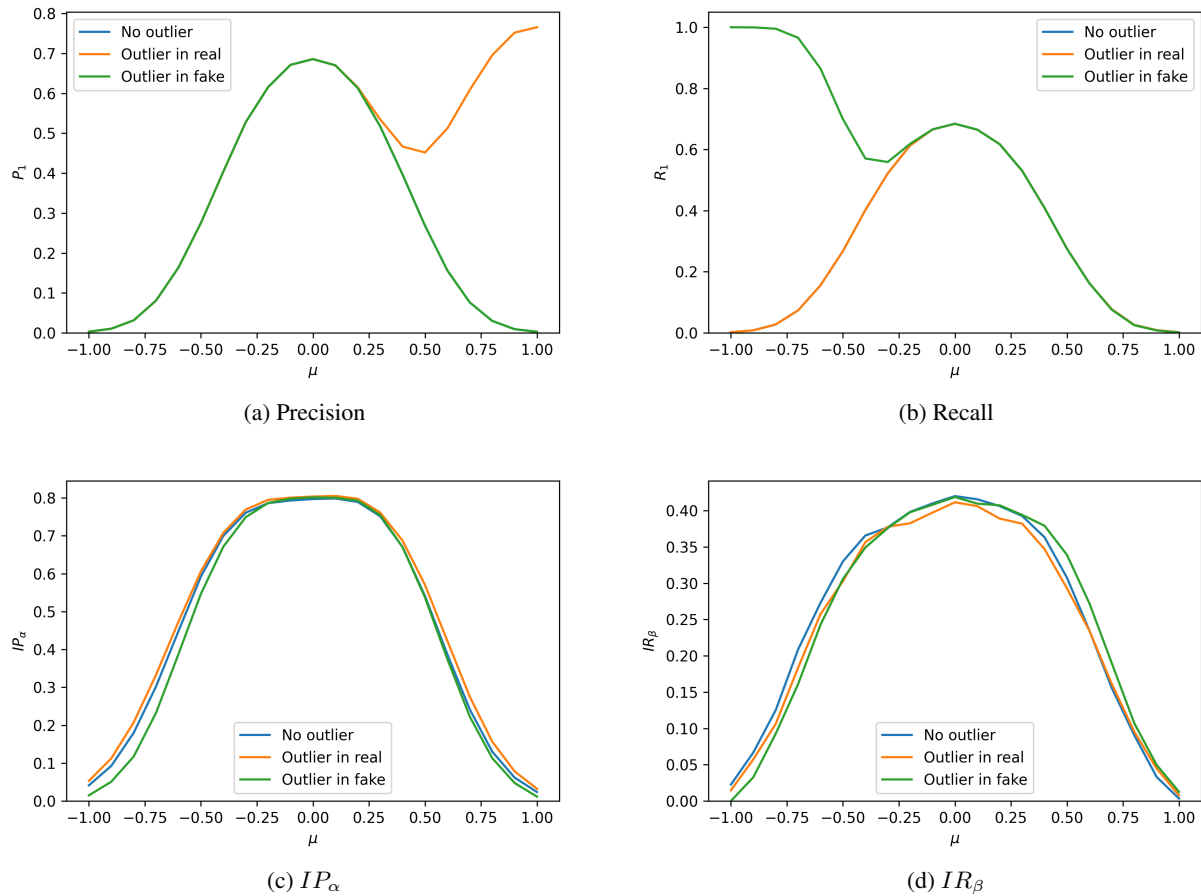 0.8
0.7
0.6
0.5
0.4
0.3
0.2
0.1
0.0
P₁
No outlier
Outlier in real
Outlier in fake
−1.00 −0.75 −0.50 −0.25 0.00 0.25 0.50 0.75 1.00
μ
(a) Precision
1.0
0.8
0.6
0.4
0.2
0.0
R₁
No outlier
Outlier in real
Outlier in fake
−1.00 −0.75 −0.50 −0.25 0.00 0.25 0.50 0.75 1.00
μ
(b) Recall
0.8
0.7
0.6
0.5
0.4
0.3
0.2
0.1
0.0
IPα
No outlier
Outlier in real
Outlier in fake
−1.00 −0.75 −0.50 −0.25 0.00 0.25 0.50 0.75 1.00
μ
(c) IPα
0.40
0.35
0.30
0.25
0.20
0.15
0.10
0.05
0.00
IRβ
No outlier
Outlier in real
Outlier in fake
−1.00 −0.75 −0.50 −0.25 0.00 0.25 0.50 0.75 1.00
μ
(d) IRβ